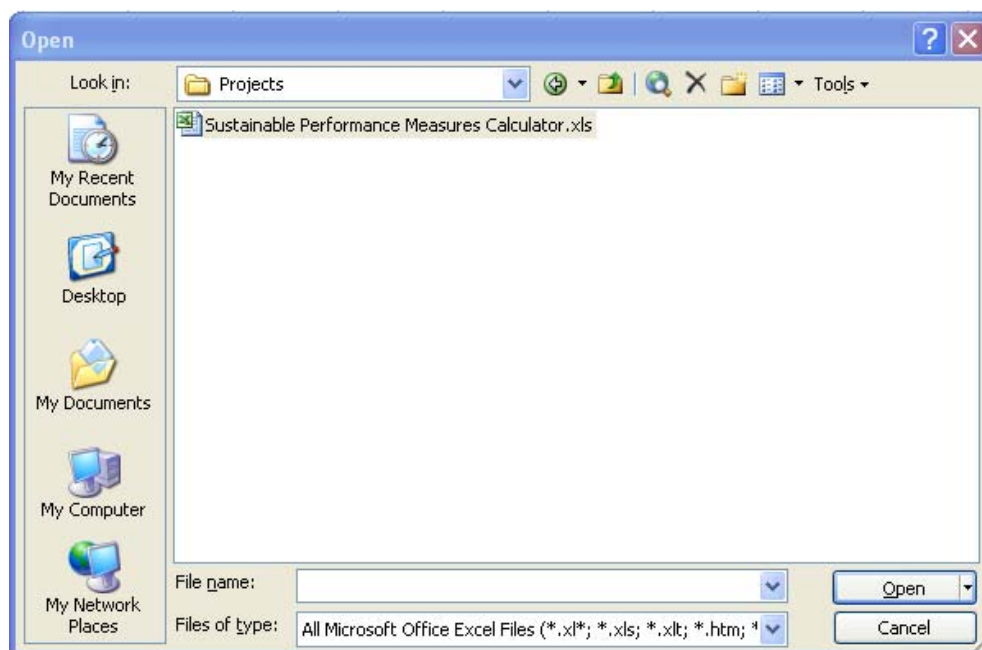 Open
Look in:
Projects
Tools
Sustainable Performance Measures Calculator.xls
My Recent
Documents
Desktop
My Documents
My Computer
My Network
Places
File name:
Open
Files of type:
All Microsoft Office Excel Files (*.xl*; *.xls; *.xlt; *.htm; *
Cancel